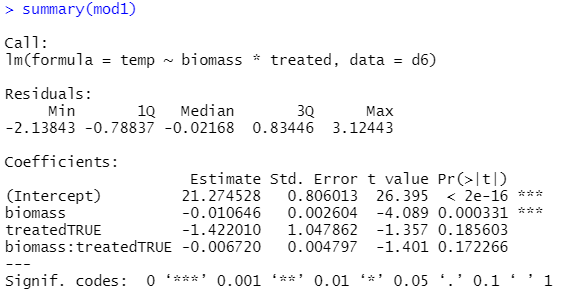 > summary(mod1)
Call:
lm(formula = temp ~ biomass * treated, data = d6)
Residuals:
     Min       1Q   Median       3Q      Max
-2.13843 -0.78837 -0.02168  0.83446  3.12443
Coefficients:
                     Estimate Std. Error t value Pr(>|t|)
(Intercept)         21.274528   0.806013  26.395  < 2e-16 ***
biomass             -0.010646   0.002604  -4.089 0.000331 ***
treatedTRUE         -1.422010   1.047862  -1.357 0.185603
biomass:treatedTRUE -0.006720   0.004797  -1.401 0.172266
---
Signif. codes:  0 ‘***’ 0.001 ‘**’ 0.01 ‘*’ 0.05 ‘.’ 0.1 ‘ ’ 1